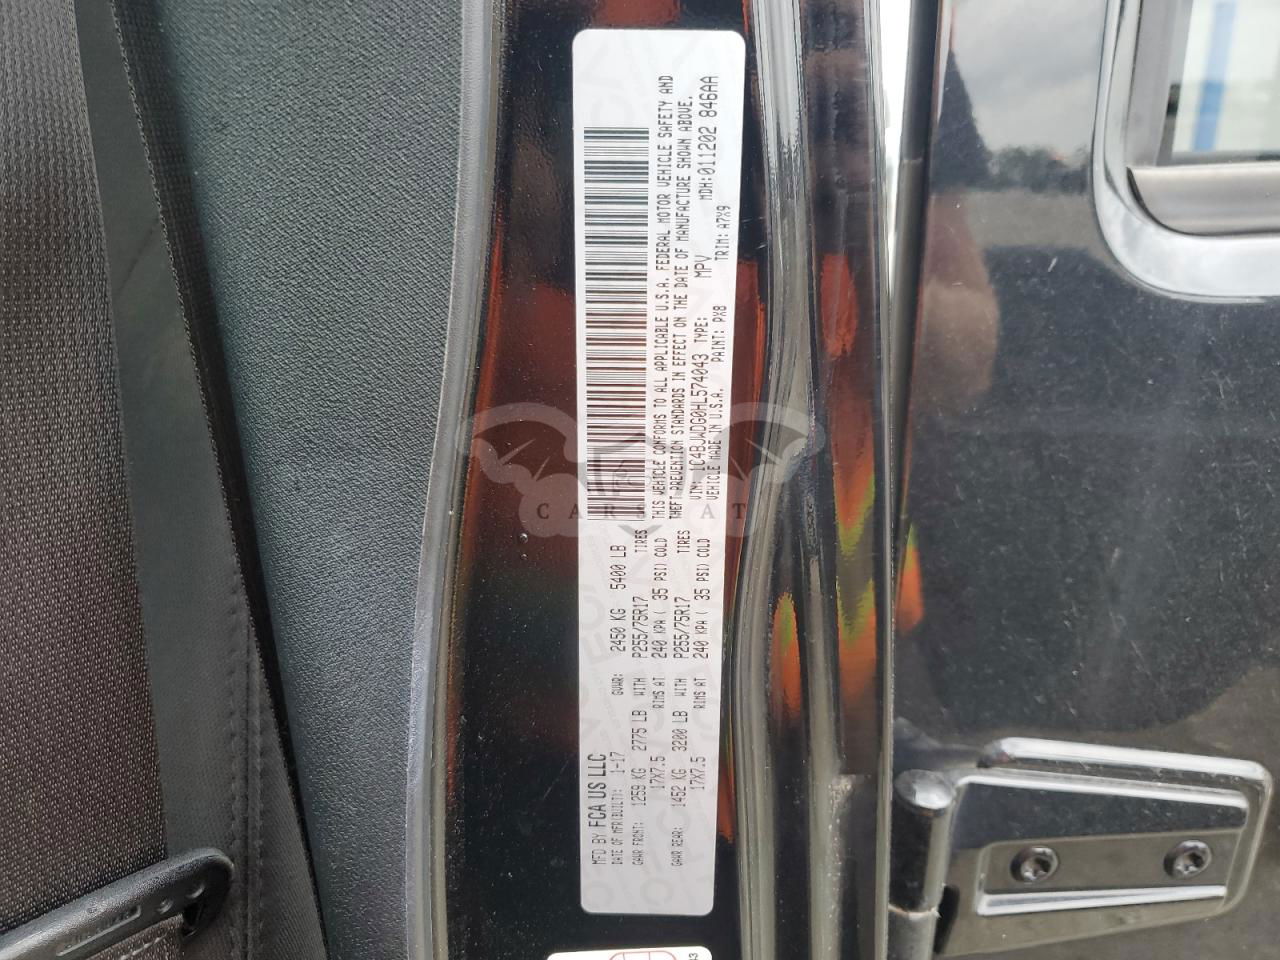 MFD BY FCA US LLC
DATE OF MFR(BUILT): 1-17 GVWR: 2450 KG 5400 LB
GAWR FRONT: 1259 KG 2775 LB WITH P255/75R17 TIRES
17X7.5 RIMS AT 240 KPA ( 35 PSI) COLD
GAWR REAR: 1452 KG 3200 LB WITH P255/75R17 TIRES
17X7.5 RIMS AT 240 KPA ( 35 PSI) COLD
THIS VEHICLE CONFORMS TO ALL APPLICABLE U.S.A. FEDERAL MOTOR VEHICLE SAFETY AND
THEFT PREVENTION STANDARDS IN EFFECT ON THE DATE OF MANUFACTURE SHOWN ABOVE.
VIN: 1C4BJWDG0HL574043 TYPE: MPV MDH:011202 846AA
VEHICLE MADE IN U.S.A. PAINT: PX8 TRIM: A7X9
43